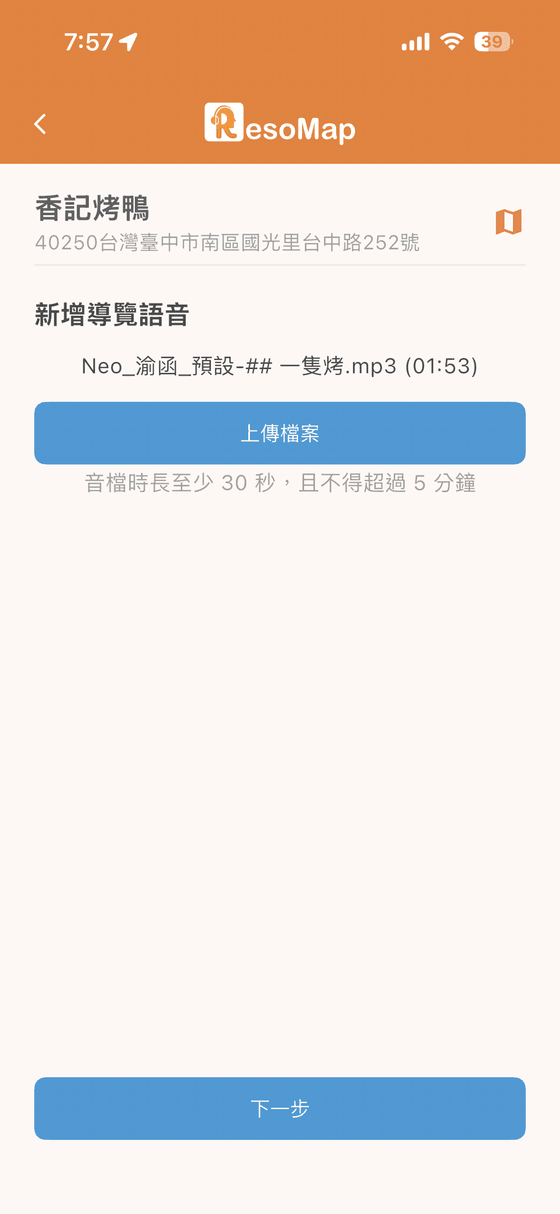 7:57
39
ResoMap
香記烤鴨
40250台灣臺中市南區國光里台中路252號
新增導覽語音
Neo_渝函_預設-## 一隻烤.mp3 (01:53)
上傳檔案
音檔時長至少 30 秒，且不得超過 5 分鐘
下一步